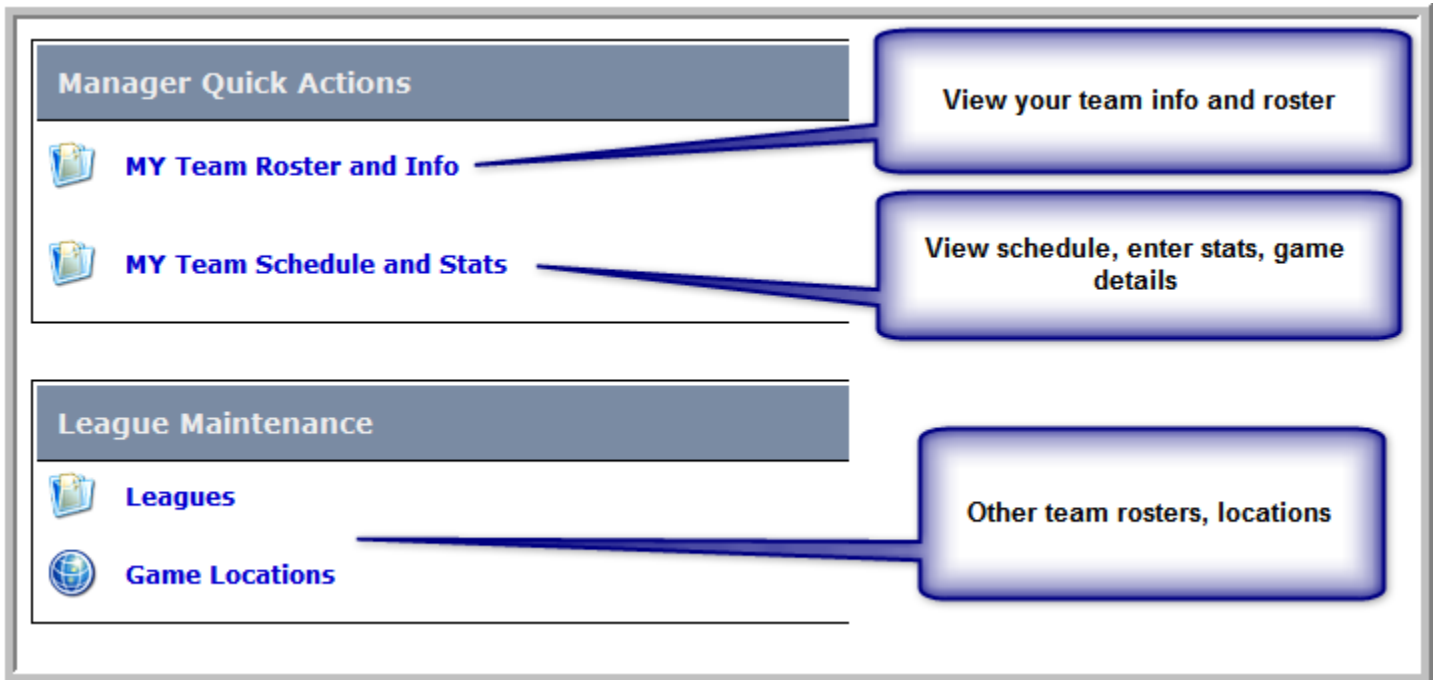 Manager Quick Actions
View your team info and roster
MY Team Roster and Info
MY Team Schedule and Stats
View schedule, enter stats, game
details
League Maintenance
Leagues
Other team rosters, locations
Game Locations